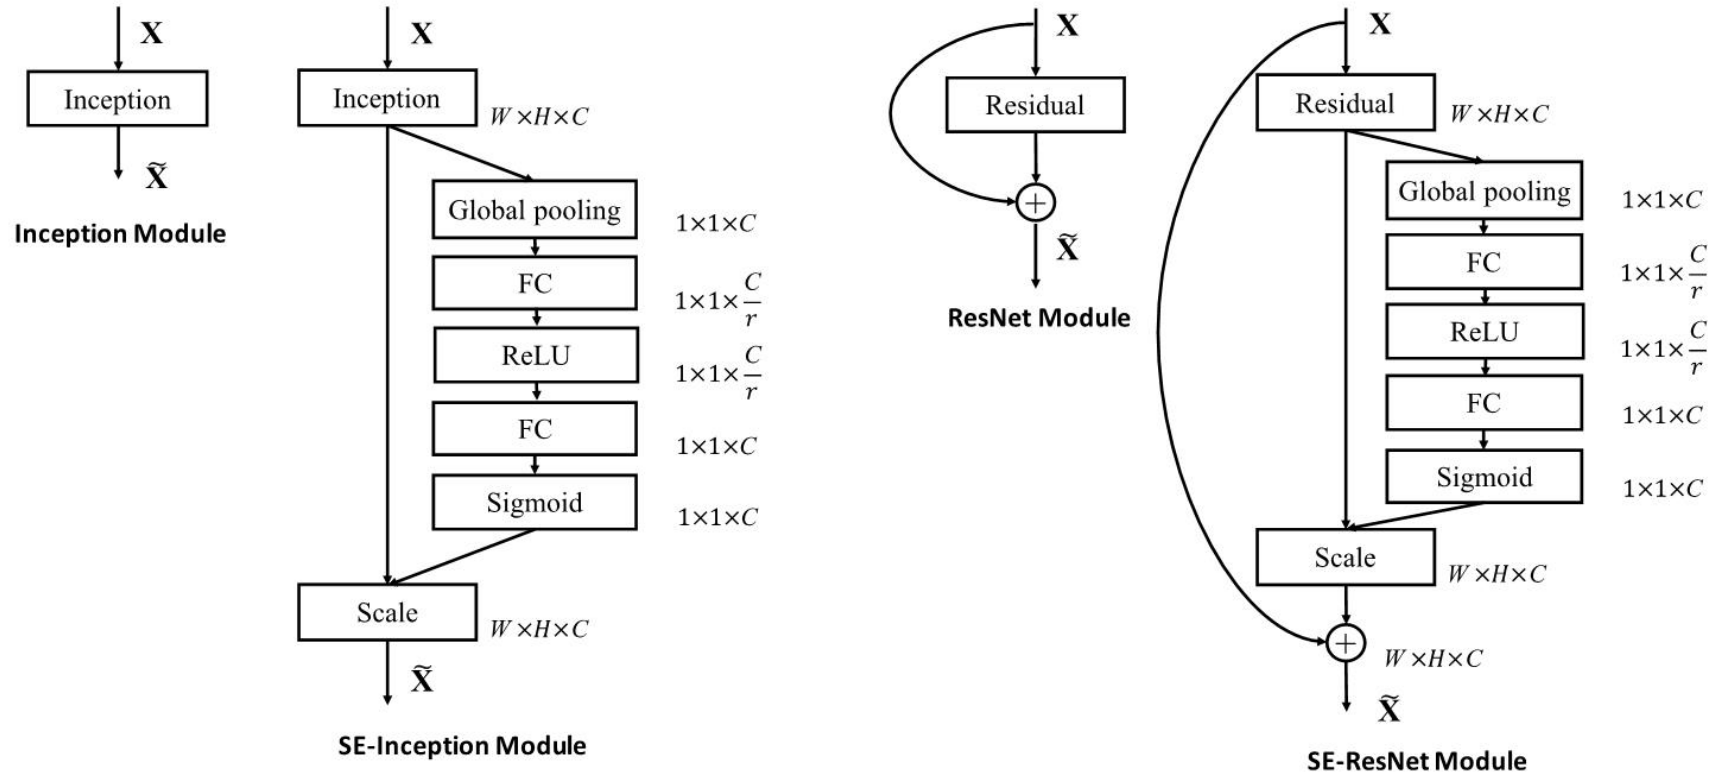 X
Inception
X̃
Inception Module
X
Inception
W×H×C
Global pooling
1×1×C
FC
1×1×C/r
ReLU
1×1×C/r
FC
1×1×C
Sigmoid
1×1×C
Scale
W×H×C
X̃
SE-Inception Module
X
Residual
+
X̃
ResNet Module
X
Residual
W×H×C
Global pooling
1×1×C
FC
1×1×C/r
ReLU
1×1×C/r
FC
1×1×C
Sigmoid
1×1×C
Scale
W×H×C
+
W×H×C
X̃
SE-ResNet Module